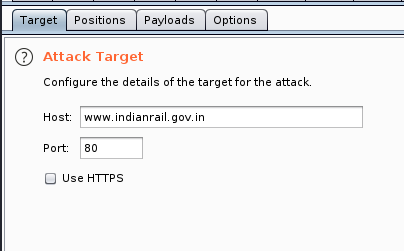 Target Positions Payloads Options
? Attack Target
Configure the details of the target for the attack.
Host: www.indianrail.gov.in
Port: 80
Use HTTPS